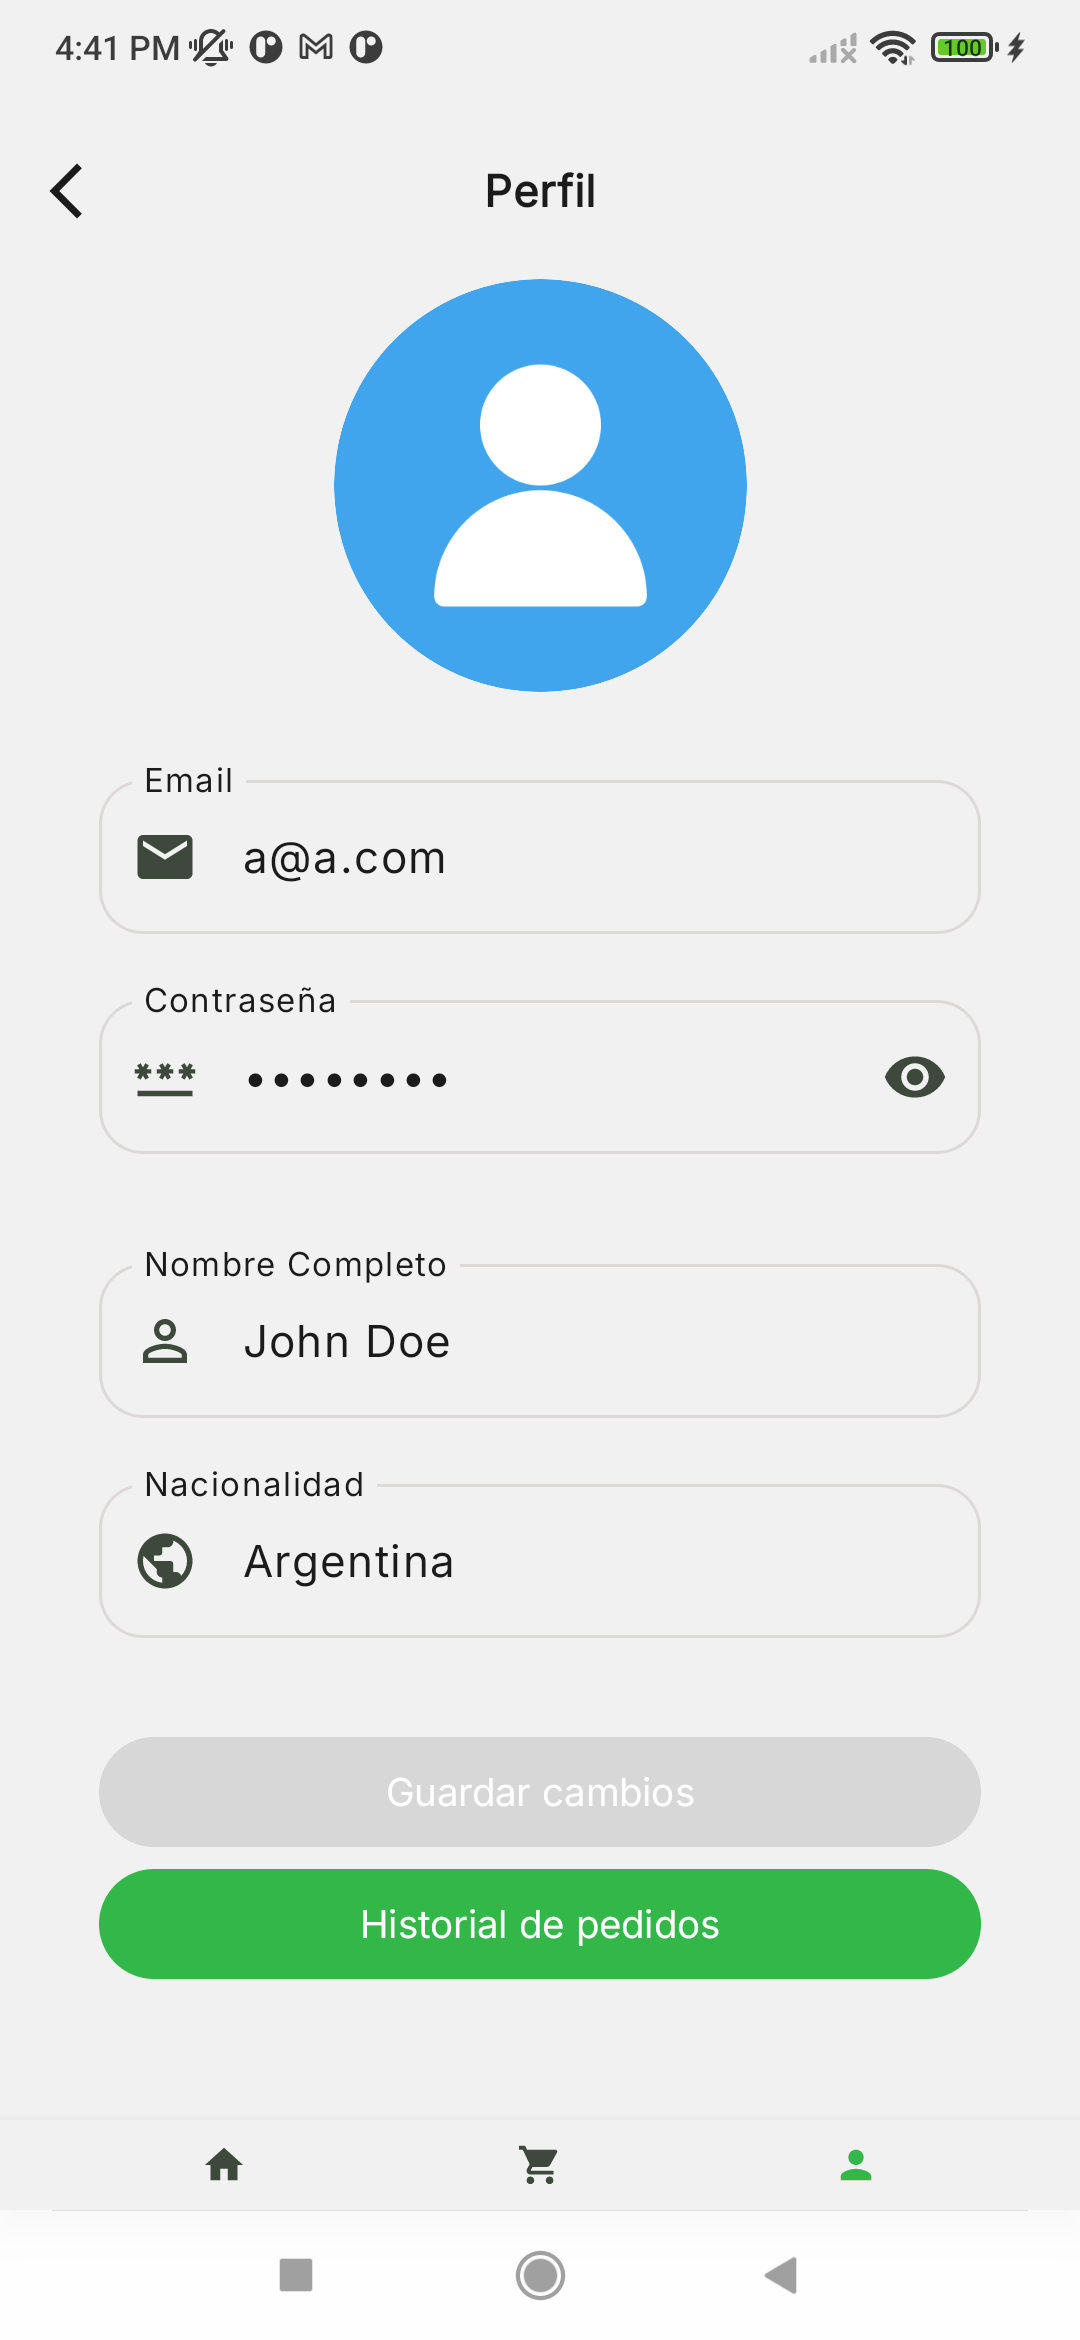 4:41 PM
100
Perfil
Email
a@a.com
Contraseña
••••••••
Nombre Completo
John Doe
Nacionalidad
Argentina
Guardar cambios
Historial de pedidos